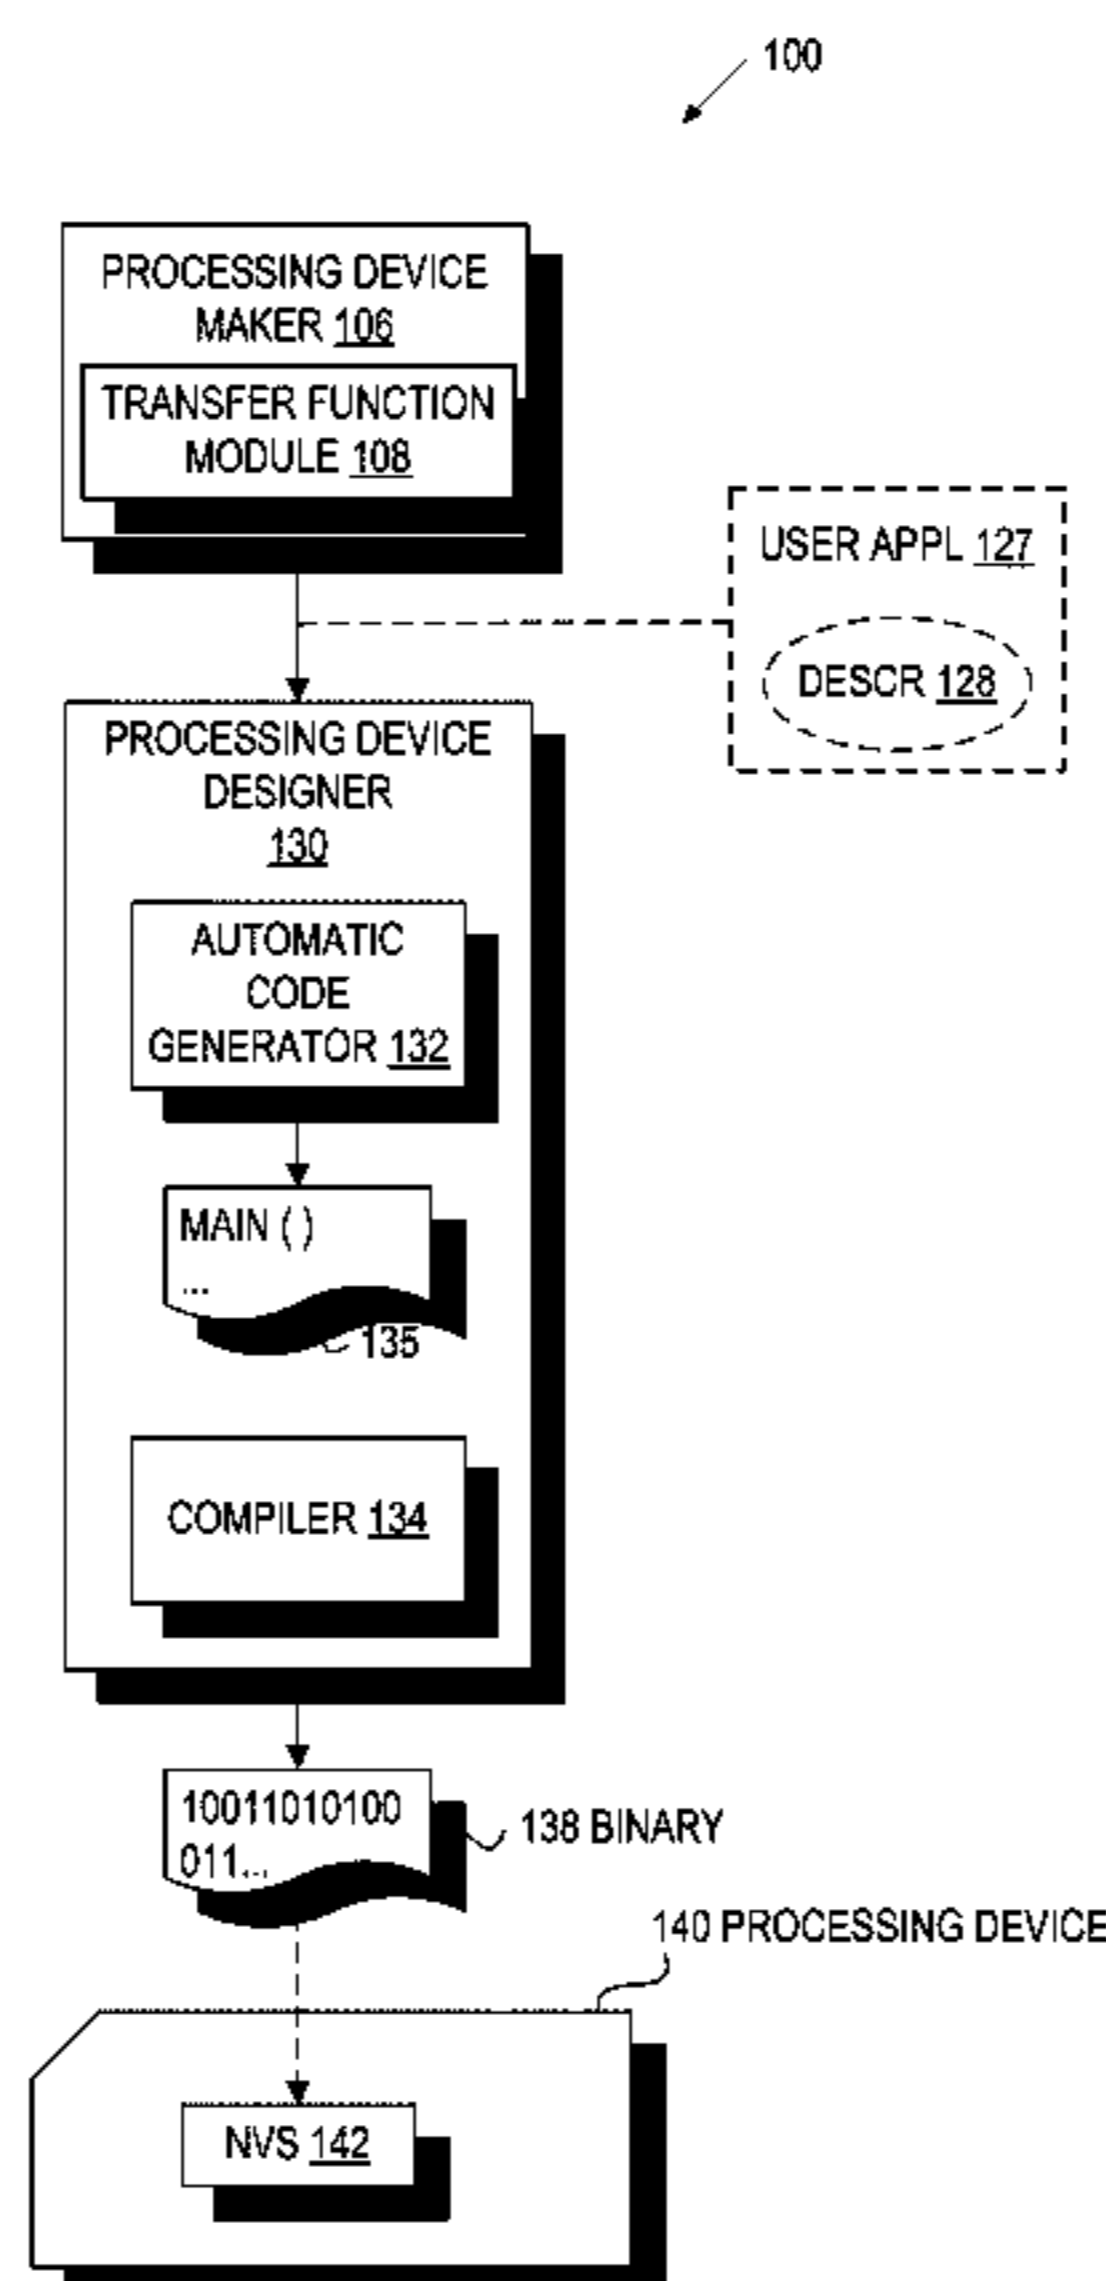 100
PROCESSING DEVICE
MAKER 106
TRANSFER FUNCTION
MODULE 108
USER APPL 127
DESCR 128
PROCESSING DEVICE
DESIGNER
130
AUTOMATIC
CODE
GENERATOR 132
MAIN ( )
...
135
COMPILER 134
10011010100
011...
138 BINARY
140 PROCESSING DEVICE
NVS 142